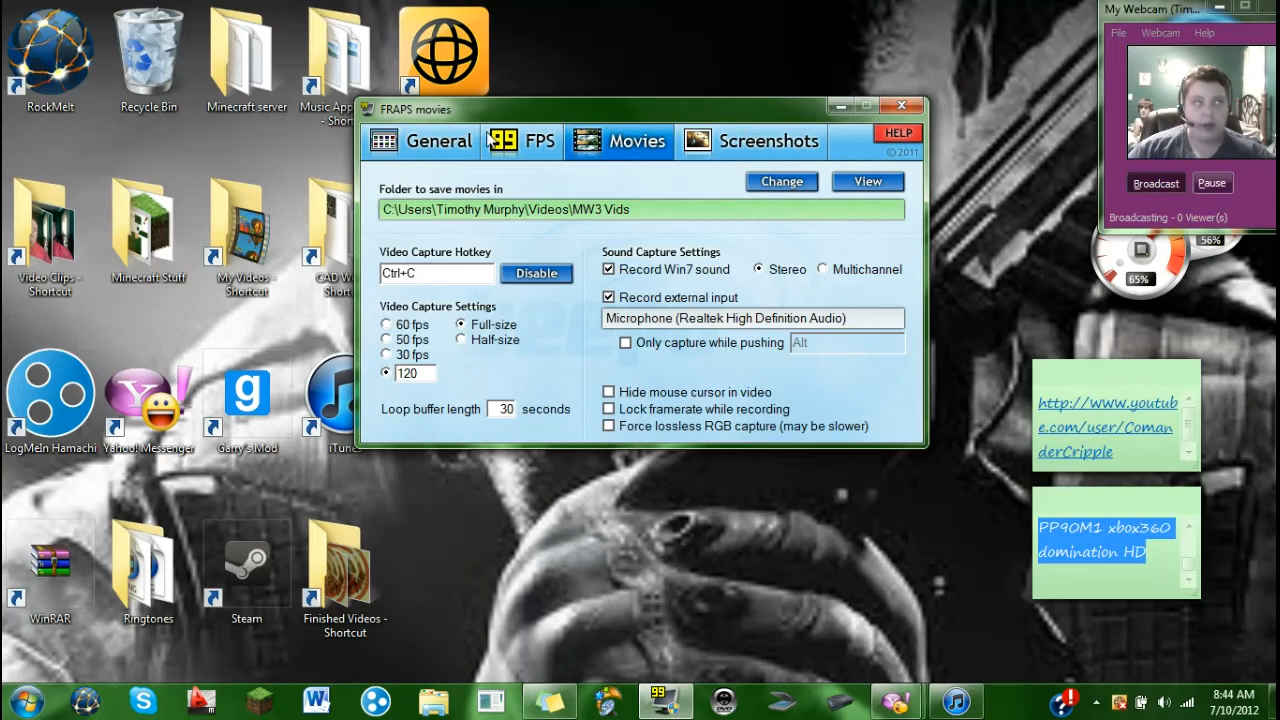 RockMelt
Recycle Bin
Minecraft server
Music App...
- Shor
My Webcam (Tim...
File Webcam Help
Broadcast Pause
Broadcasting - 0 Viewer(s)
56%
65%
99 FRAPS movies
General
99 FPS
Movies
Screenshots
HELP
© 2011
Folder to save movies in
Change
View
C:\Users\Timothy Murphy\Videos\MW3 Vids
Video Capture Hotkey
Ctrl+C
Disable
Video Capture Settings
60 fps Full-size
50 fps Half-size
30 fps
120
Loop buffer length 30 seconds
Sound Capture Settings
Record Win7 sound Stereo Multichannel
Record external input
Microphone (Realtek High Definition Audio)
Only capture while pushing Alt
Hide mouse cursor in video
Lock framerate while recording
Force lossless RGB capture (may be slower)
Video Clips -
Shortcut
Minecraft Stuff
My Videos -
Shortcut
CAD W
Short
LogMeIn Hamachi
Yahoo! Messenger
Garry's Mod
iTunes
http://www.youtub
e.com/user/Coman
derCripple
PP90M1 xbox360
domination HD
WinRAR
Ringtones
Steam
Finished Videos -
Shortcut
99
8:44 AM
7/10/2012